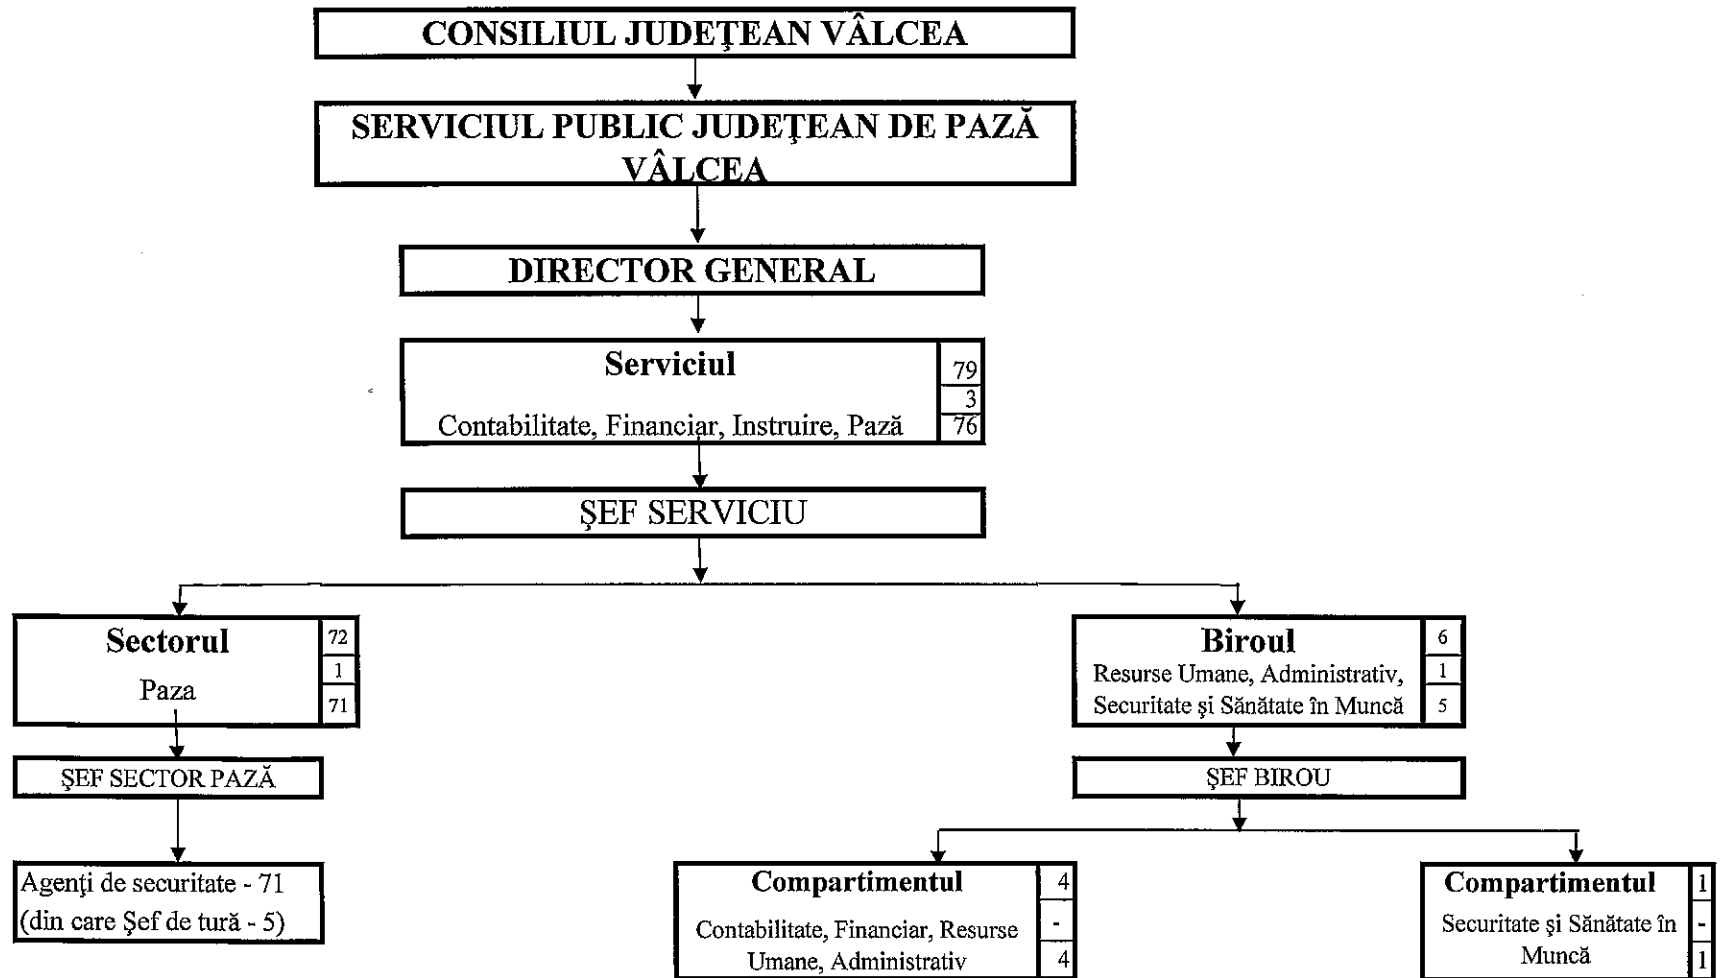 CONSILIUL JUDEŢEAN VÂLCEA
SERVICIUL PUBLIC JUDEŢEAN DE PAZĂ
VÂLCEA
DIRECTOR GENERAL
Serviciul
79
3
Contabilitate, Financiar, Instruire, Pază
76
ŞEF SERVICIU
Sectorul
72
1
Paza
71
ŞEF SECTOR PAZĂ
Agenţi de securitate - 71
(din care Şef de tură - 5)
Biroul
6
Resurse Umane, Administrativ,
1
Securitate şi Sănătate în Muncă
5
ŞEF BIROU
Compartimentul
4
-
Contabilitate, Financiar, Resurse
Umane, Administrativ
4
Compartimentul
1
Securitate şi Sănătate în
-
Muncă
1